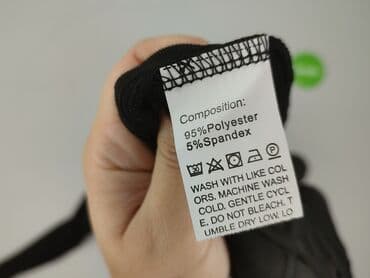 Composition:
95%Polyester
5%Spandex
WASH WITH LIKE COL
ORS. MACHINE WASH
COLD. GENTLE CYCL
E, DO NOT BLEACH. T
UMBLE DRY LOW. LO